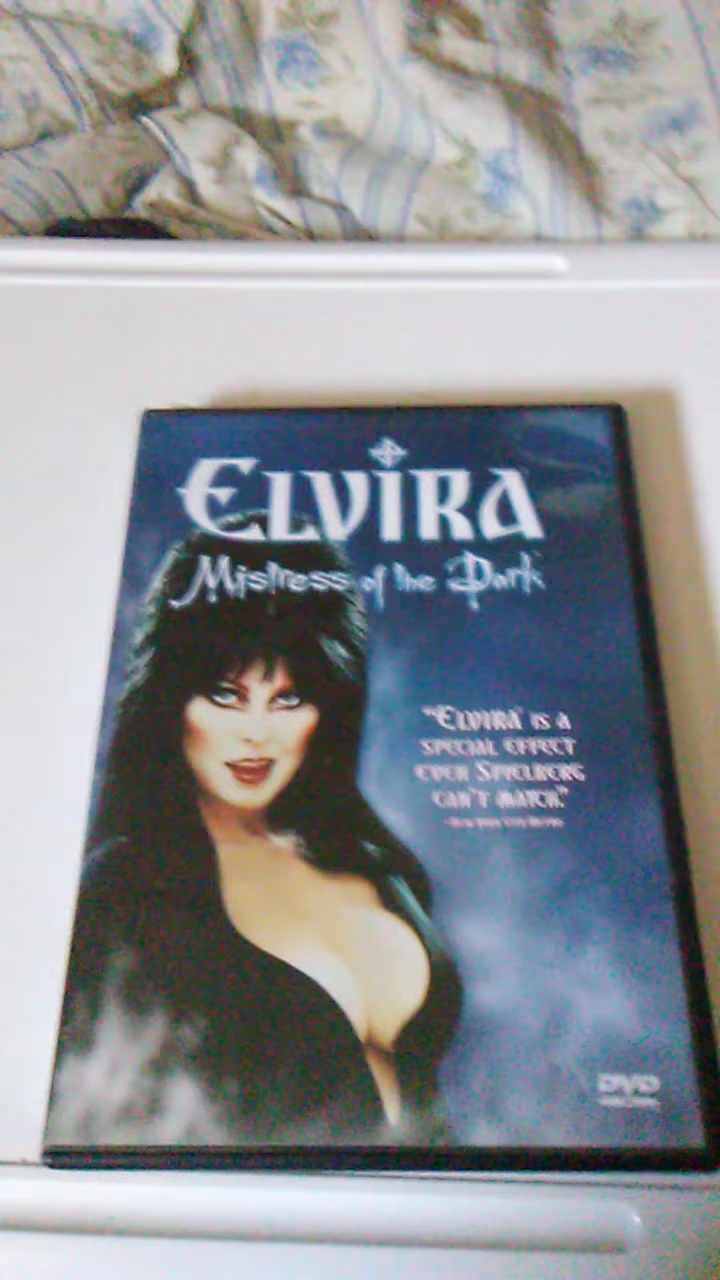 ELVIRA
Mistress of the Dark
"ELVIRA' IS A
SPECIAL EFFECT
EVEN SPIELBERG
CAN'T MATCH."
DVD